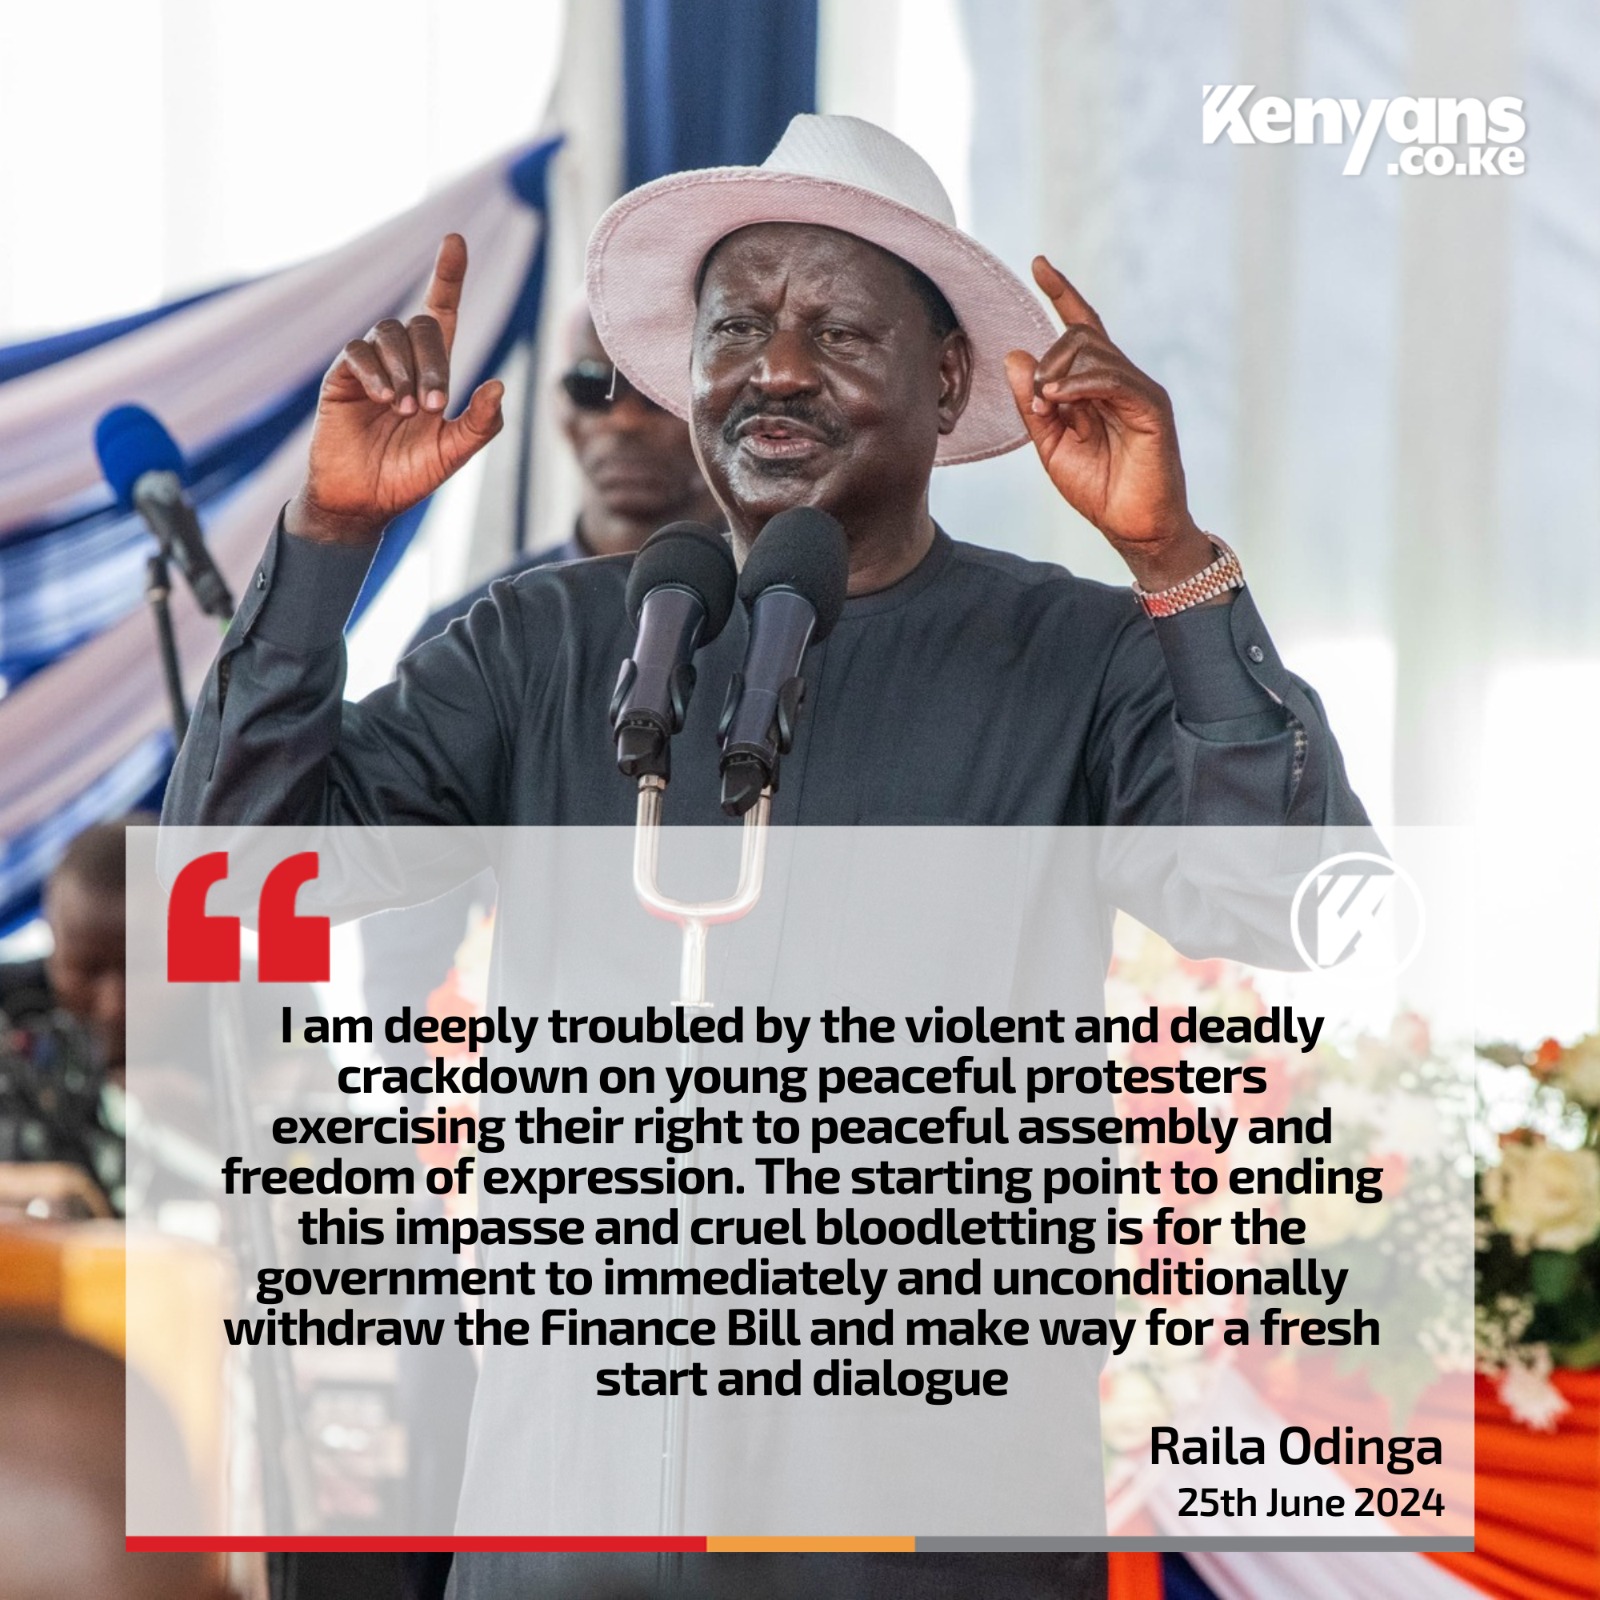 Kenyans
.co.ke
“
I am deeply troubled by the violent and deadly
crackdown on young peaceful protesters
exercising their right to peaceful assembly and
freedom of expression. The starting point to ending
this impasse and cruel bloodletting is for the
government to immediately and unconditionally
withdraw the Finance Bill and make way for a fresh
start and dialogue
Raila Odinga
25th June 2024